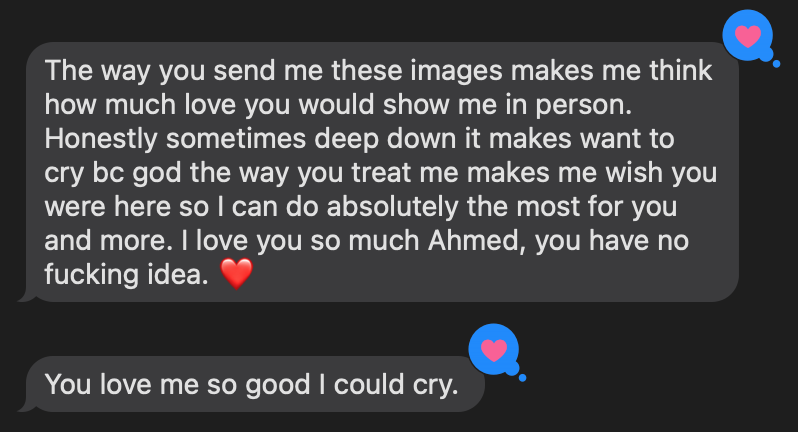 The way you send me these images makes me think
how much love you would show me in person.
Honestly sometimes deep down it makes want to
cry bc god the way you treat me makes me wish you
were here so I can do absolutely the most for you
and more. I love you so much Ahmed, you have no
fucking idea. ❤️
You love me so good I could cry.